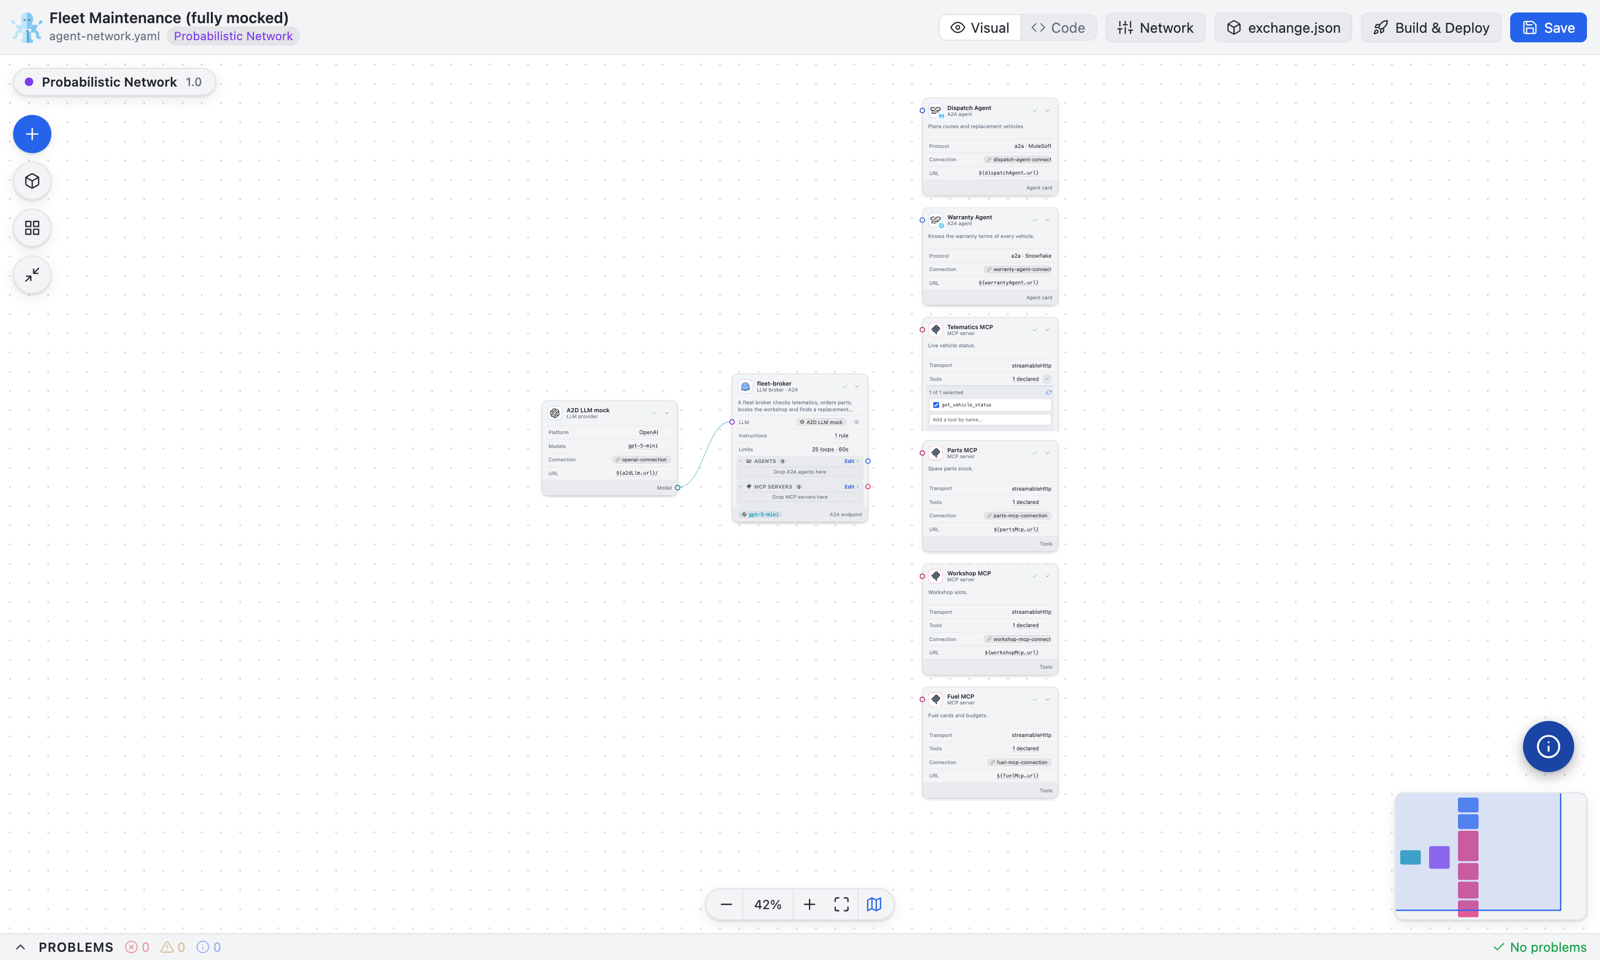 Fleet Maintenance (fully mocked)
agent-network.yaml Probabilistic Network
Visual Code Network exchange.json Build & Deploy Save
Probabilistic Network 1.0
Dispatch Agent
A2A agent
Plans routes and replacement vehicles.
Protocol a2a · MuleSoft
Connection dispatch-agent-connect
URL ${dispatchAgent.url}
Agent card
Warranty Agent
A2A agent
Knows the warranty terms of every vehicle.
Protocol a2a · Snowflake
Connection warranty-agent-connect
URL ${warrantyAgent.url}
Agent card
Telematics MCP
MCP server
Live vehicle status.
Transport streamableHttp
Tools 1 declared
1 of 1 selected
get_vehicle_status
Add a tool by name...
A2D LLM mock
LLM provider
Platform OpenAI
Models gpt-5-mini
Connection openai-connection
URL ${a2dLlm.url}/
Model
fleet-broker
LLM broker · A2A
A fleet broker checks telematics, orders parts,
books the workshop and finds a replacement...
LLM A2D LLM mock
Instructions 1 rule
Limits 25 loops · 60s
AGENTS 0 Edit
Drop A2A agents here
MCP SERVERS 0 Edit
Drop MCP servers here
gpt-5-mini A2A endpoint
Parts MCP
MCP server
Spare parts stock.
Transport streamableHttp
Tools 1 declared
Connection parts-mcp-connection
URL ${partsMcp.url}
Tools
Workshop MCP
MCP server
Workshop slots.
Transport streamableHttp
Tools 1 declared
Connection workshop-mcp-connect
URL ${workshopMcp.url}
Tools
Fuel MCP
MCP server
Fuel cards and budgets.
Transport streamableHttp
Tools 1 declared
Connection fuel-mcp-connection
URL ${fuelMcp.url}
Tools
42%
PROBLEMS 0 0 0 No problems